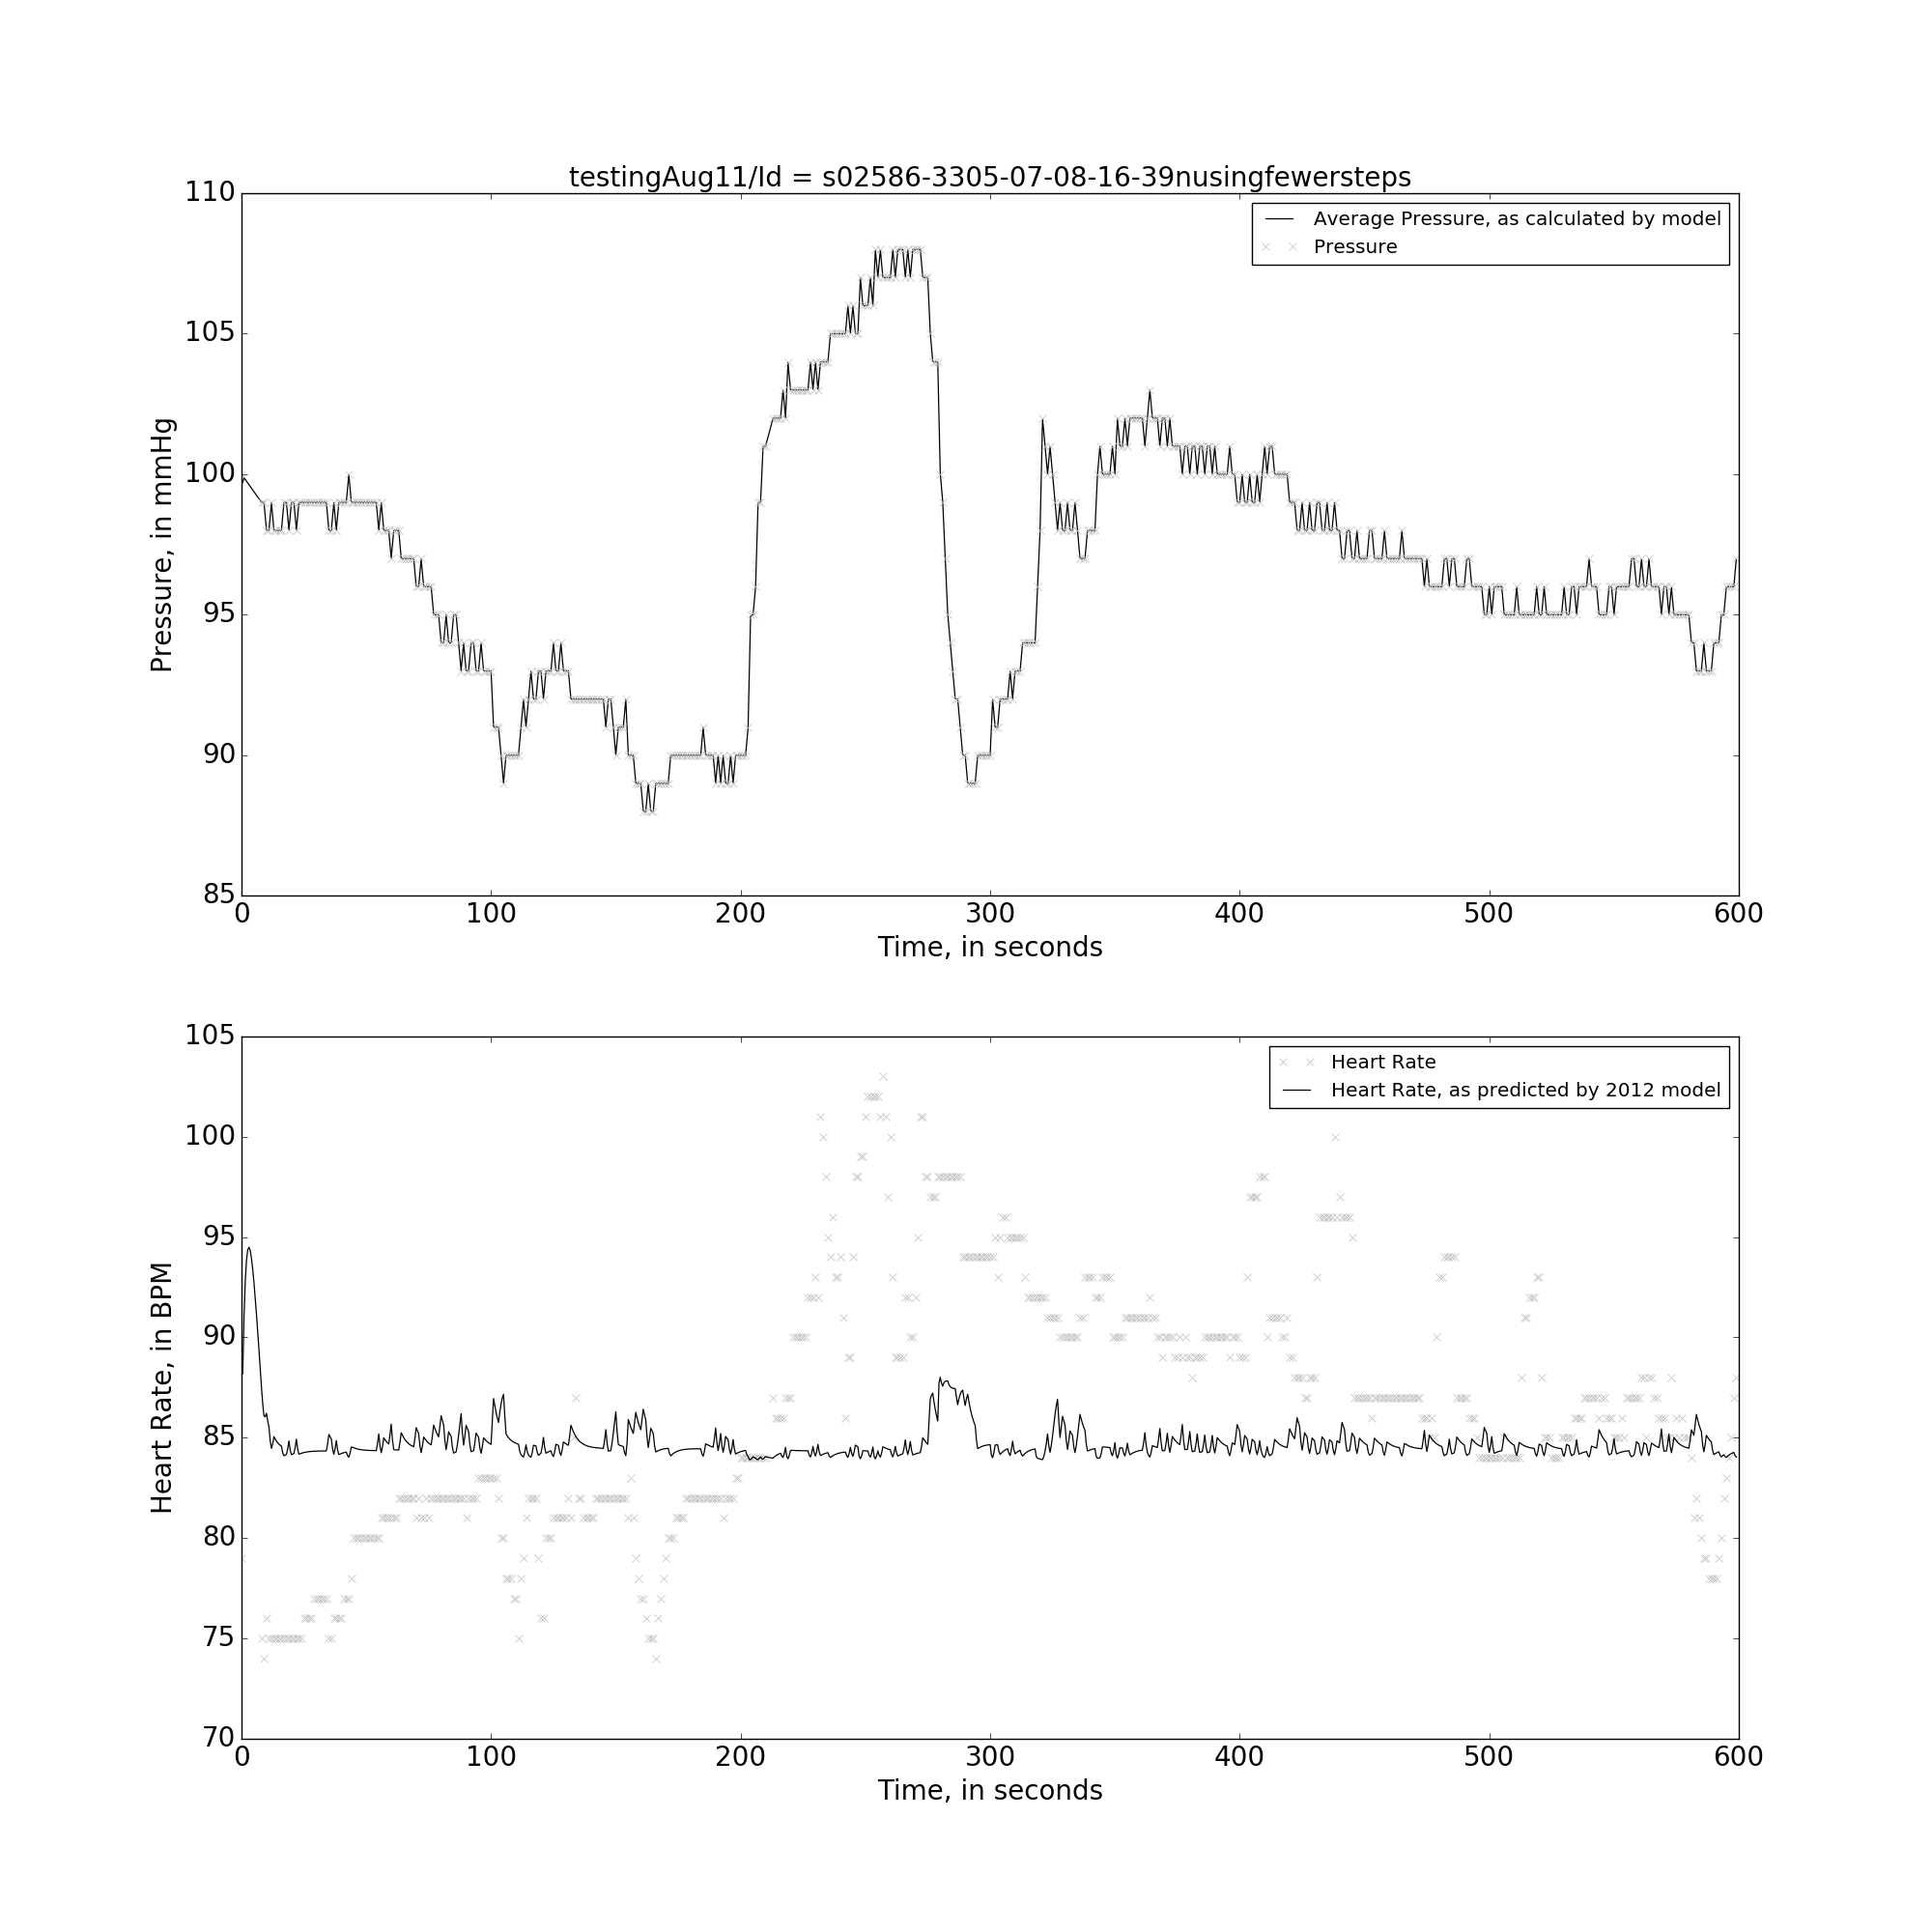 testingAug11/Id = s02586-3305-07-08-16-39nusingfewersteps
110
105
100
95
90
85
Pressure, in mmHg
Average Pressure, as calculated by model
Pressure
0 100 200 300 400 500 600
Time, in seconds
105
100
95
90
85
80
75
70
Heart Rate, in BPM
Heart Rate
Heart Rate, as predicted by 2012 model
0 100 200 300 400 500 600
Time, in seconds